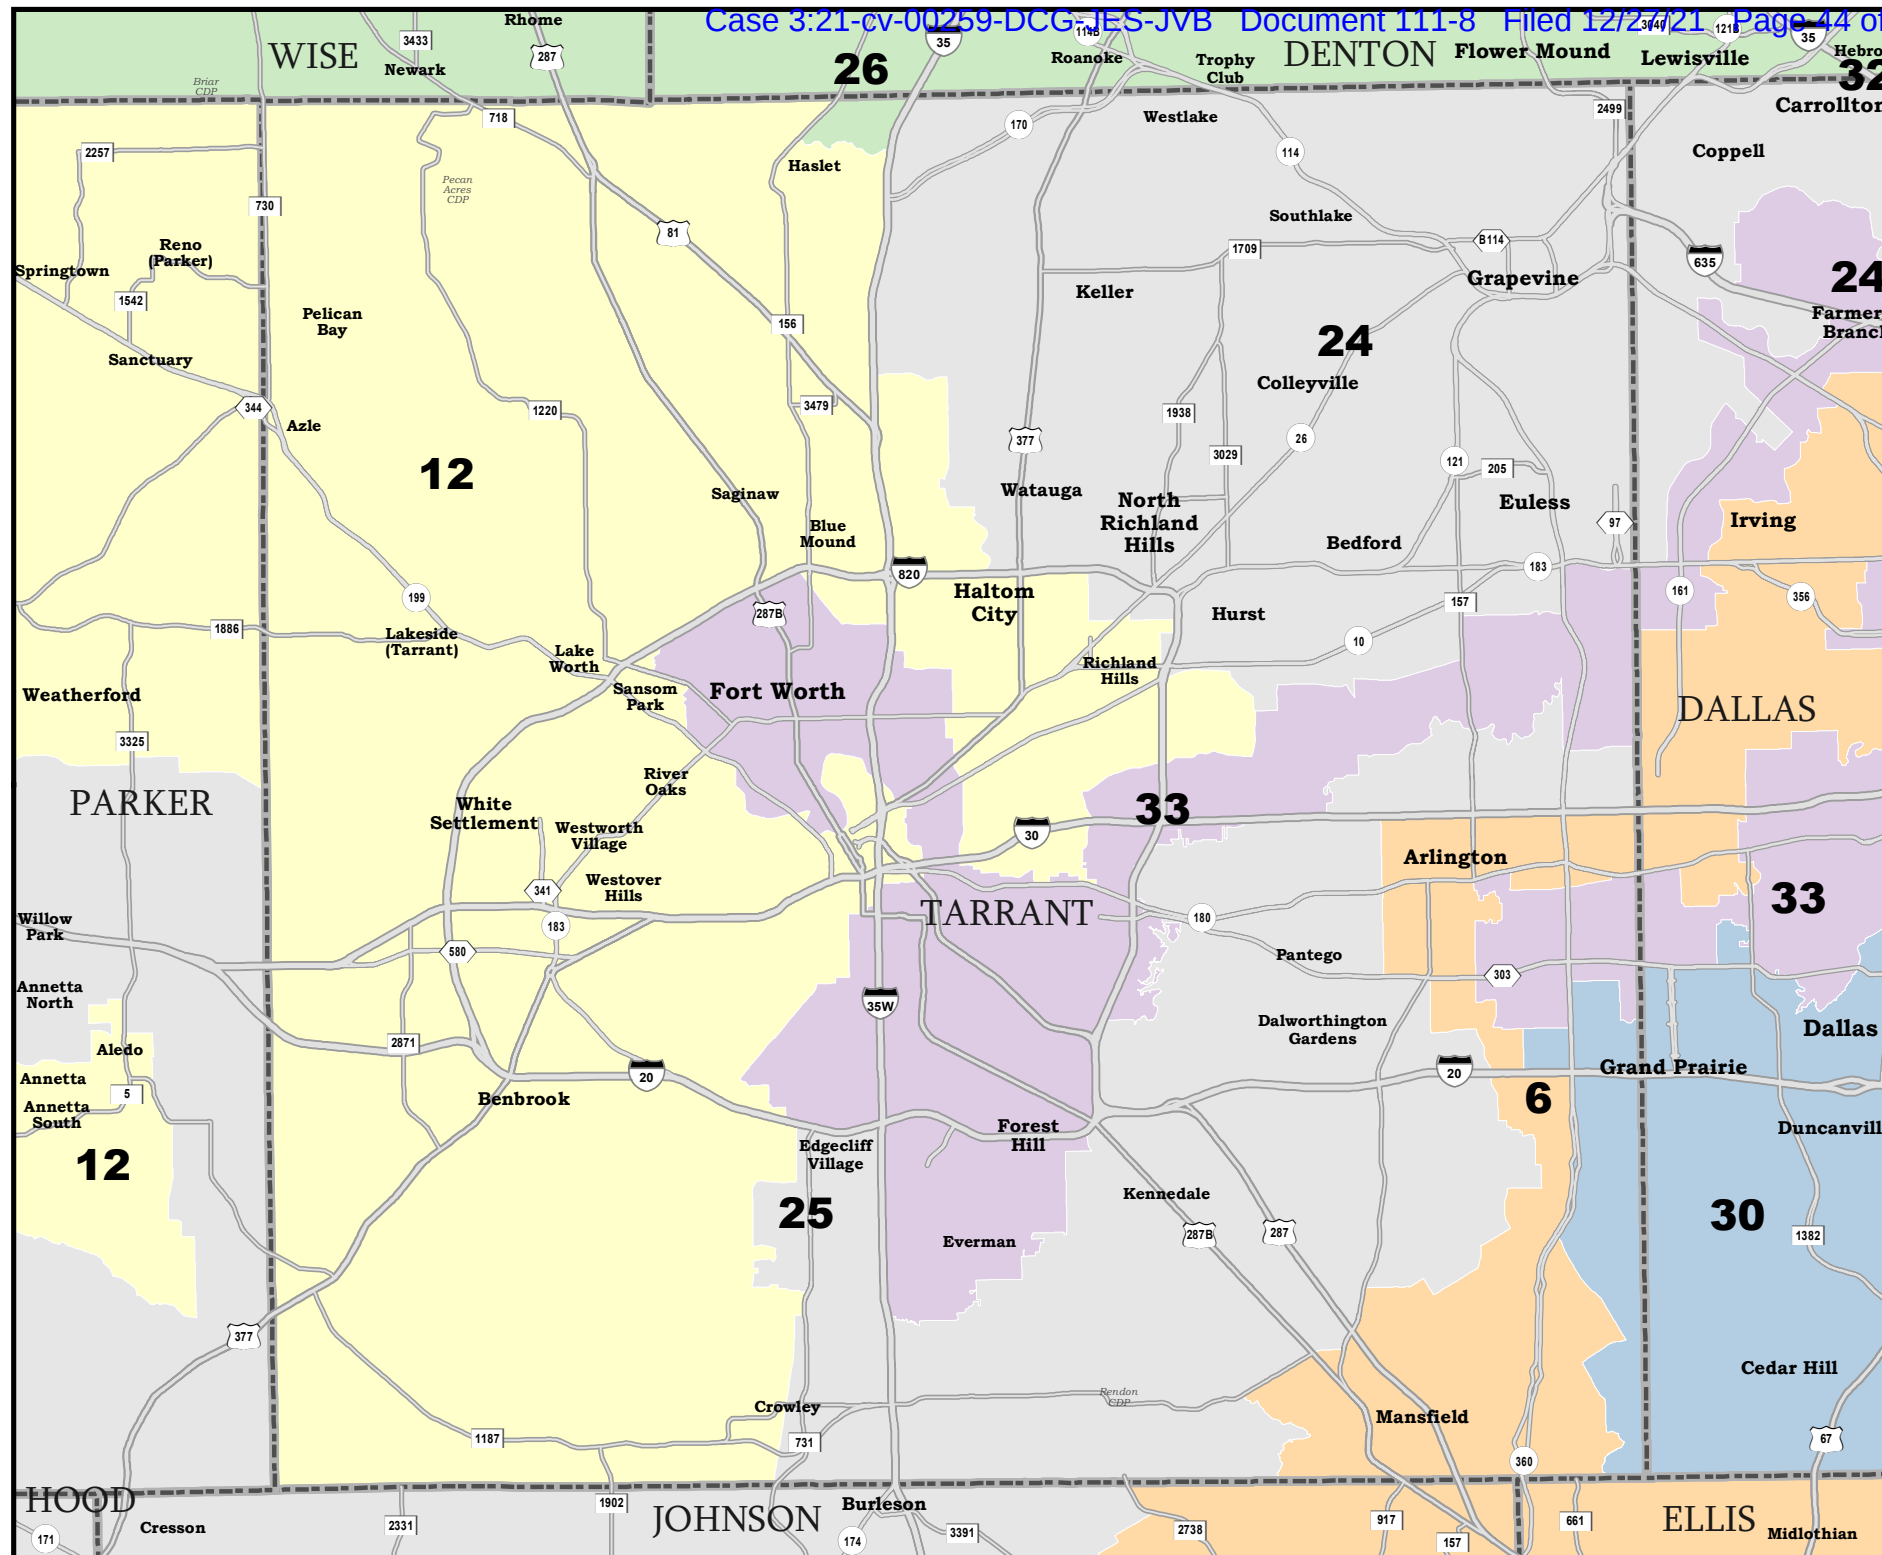 Case 3:21-cv-00259-DCG-JES-JVB Document 111-8 Filed 12/27/21 Page 44 of
Rhome
3433
WISE
287
Newark
Briar
CDP
26
35
114B
Roanoke
Trophy
Club
DENTON
Flower Mound
3040
121B
Lewisville
35
32
Carrollton
718
2257
170
Westlake
2499
114
Coppell
Haslet
Pecan
Acres
CDP
730
81
Southlake
1709
B114
635
Reno
(Parker)
Springtown
1542
Keller
Grapevine
24
Pelican
Bay
156
24
Sanctuary
Colleyville
344
Azle
1220
3479
1938
377
26
3029
121
205
12
Saginaw
Watauga
North
Richland
Hills
Euless
97
Irving
Blue
Mound
Bedford
820
183
Haltom
City
199
287B
Hurst
157
161
356
1886
Lakeside
(Tarrant)
10
Lake
Worth
Richland
Hills
Weatherford
Sansom
Park
Fort Worth
DALLAS
3325
River
Oaks
PARKER
White
Settlement
33
Westworth
Village
30
Arlington
341
Westover
Hills
33
Willow
Park
183
TARRANT
180
580
Pantego
303
Annetta
North
35W
Dalworthington
Gardens
Dallas
Aledo
2871
Annetta
20
20
Grand Prairie
5
Benbrook
6
Annetta
South
Forest
Hill
Duncanvill
Edgecliff
Village
12
25
Kennedale
30
287B
287
1382
Everman
377
Cedar Hill
Rendon
CDP
Crowley
Mansfield
1187
731
67
360
HOOD
1902
JOHNSON
Burleson
ELLIS
171
Cresson
2331
174
3391
2738
917
157
661
Midlothian